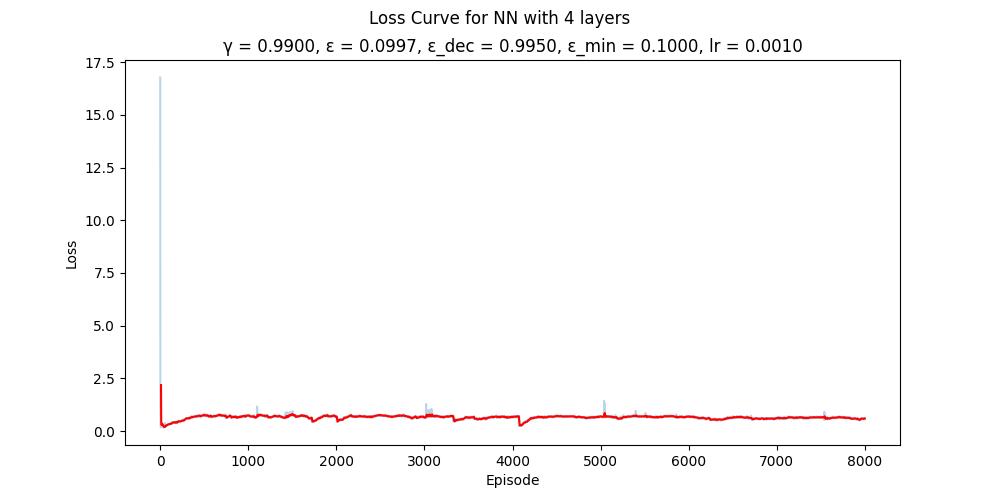 Loss Curve for NN with 4 layers
γ = 0.9900, ε = 0.0997, ε_dec = 0.9950, ε_min = 0.1000, lr = 0.0010
17.5
15.0
12.5
10.0
7.5
5.0
2.5
0.0
Loss
0 1000 2000 3000 4000 5000 6000 7000 8000
Episode